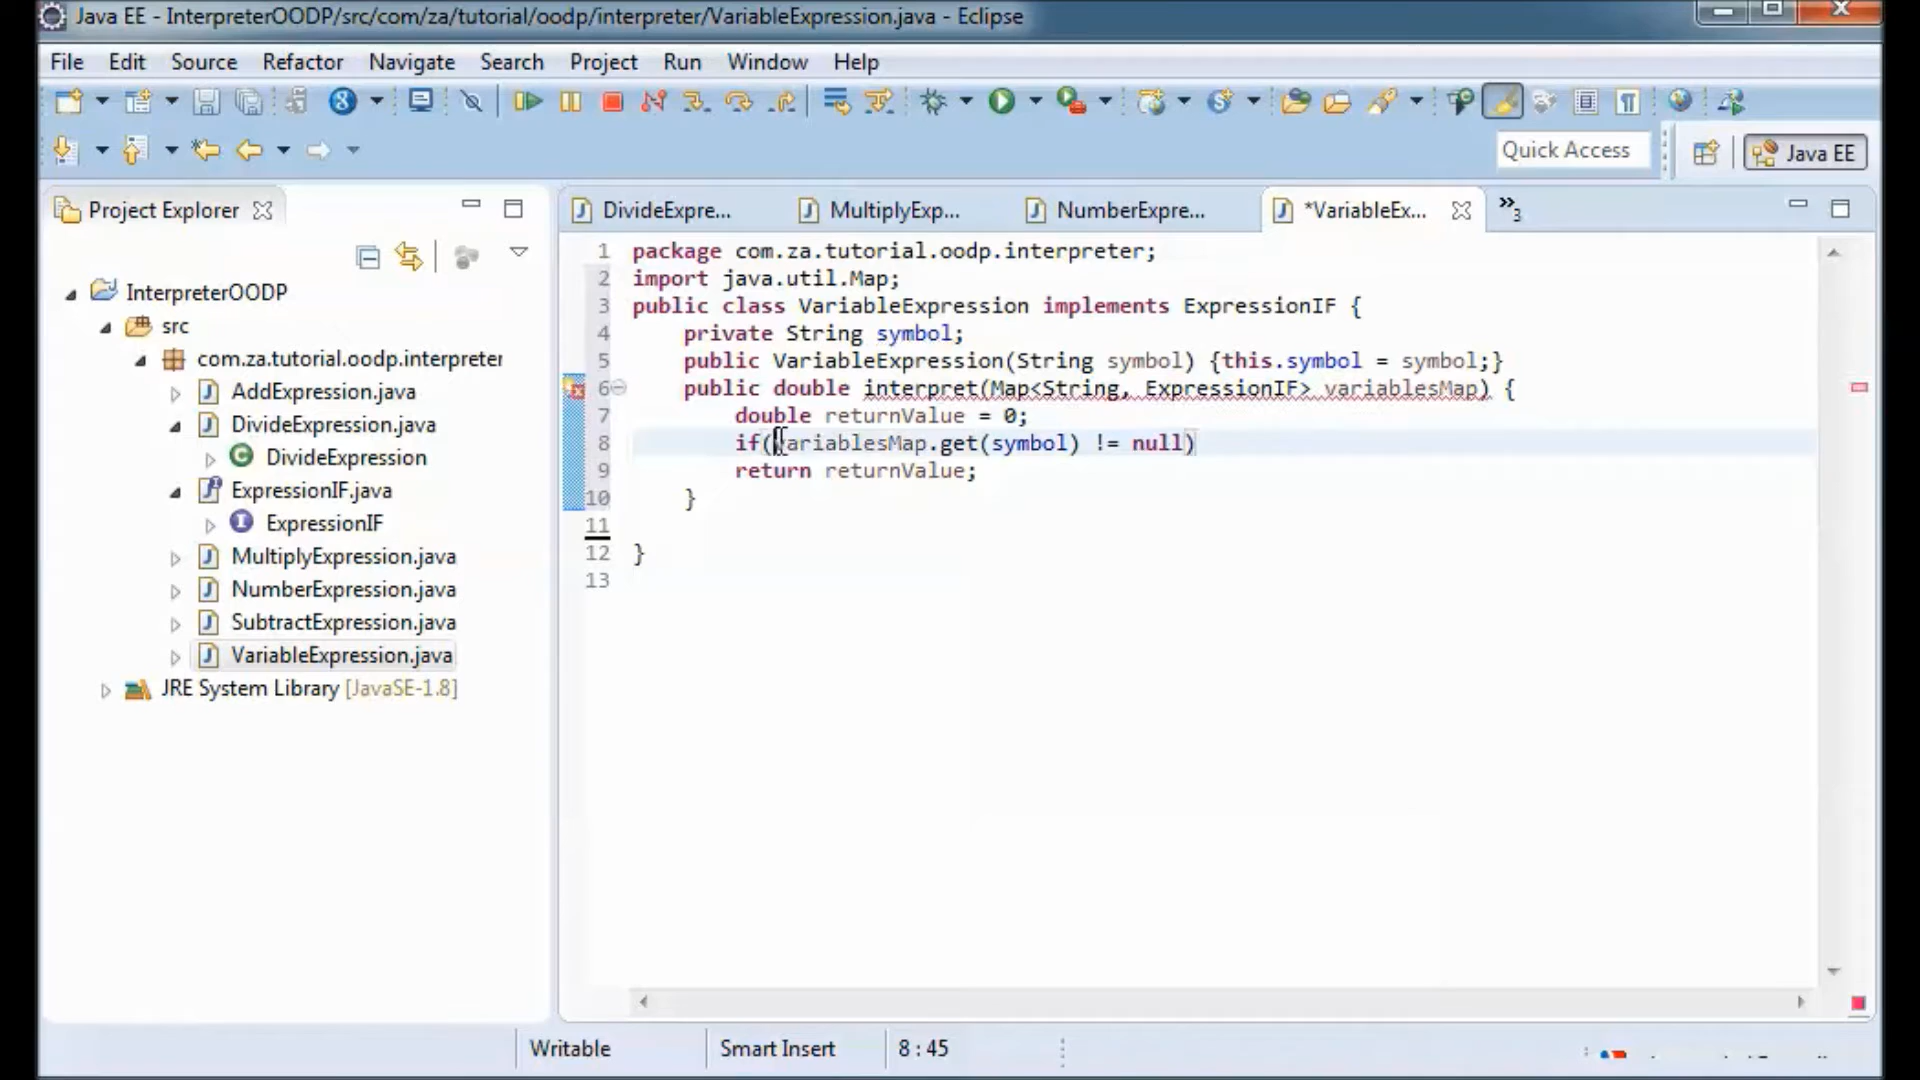 Java EE - InterpreterOODP/src/com/za/tutorial/oodp/interpreter/VariableExpression.java - Eclipse
File Edit Source Refactor Navigate Search Project Run Window Help
Quick Access
Java EE
Project Explorer
InterpreterOODP
src
com.za.tutorial.oodp.interpreter
AddExpression.java
DivideExpression.java
DivideExpression
ExpressionIF.java
ExpressionIF
MultiplyExpression.java
NumberExpression.java
SubtractExpression.java
VariableExpression.java
JRE System Library [JavaSE-1.8]
DivideExpre... MultiplyExp... NumberExpre... *VariableEx... »3
1 package com.za.tutorial.oodp.interpreter;
2 import java.util.Map;
3 public class VariableExpression implements ExpressionIF {
4 private String symbol;
5 public VariableExpression(String symbol) {this.symbol = symbol;}
6 public double interpret(Map<String, ExpressionIF> variablesMap) {
7 double returnValue = 0;
8 if(variablesMap.get(symbol) != null)
9 return returnValue;
10 }
11
12 }
13
Writable Smart Insert 8 : 45